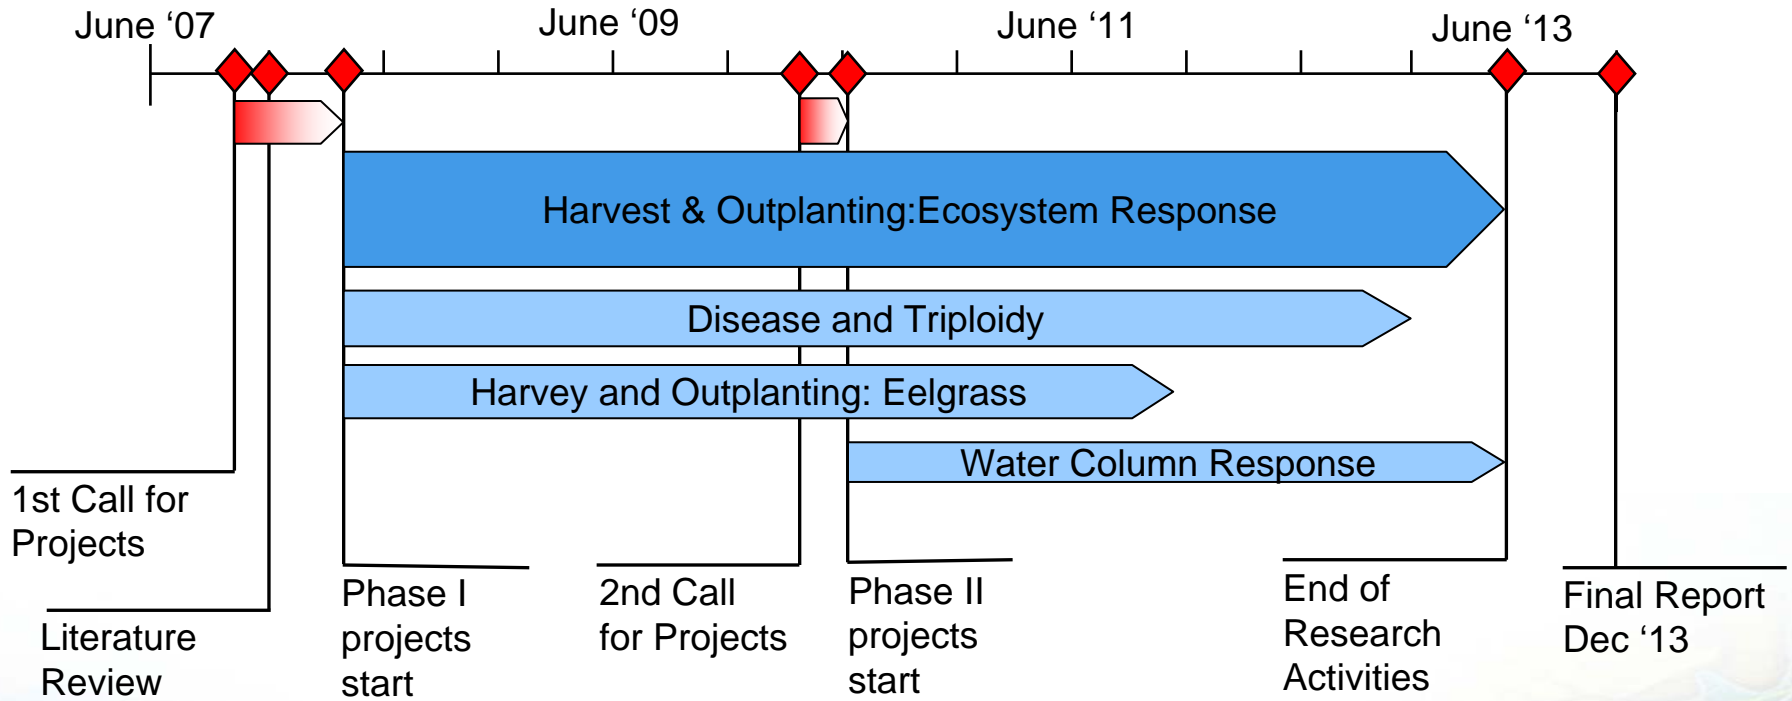 June ‘07
June ‘09
June ‘11
June ‘13
Harvest & Outplanting:Ecosystem Response
Disease and Triploidy
Harvey and Outplanting: Eelgrass
Water Column Response
1st Call for
Projects
Literature
Review
Phase I
projects
start
2nd Call
for Projects
Phase II
projects
start
End of
Research
Activities
Final Report
Dec ‘13